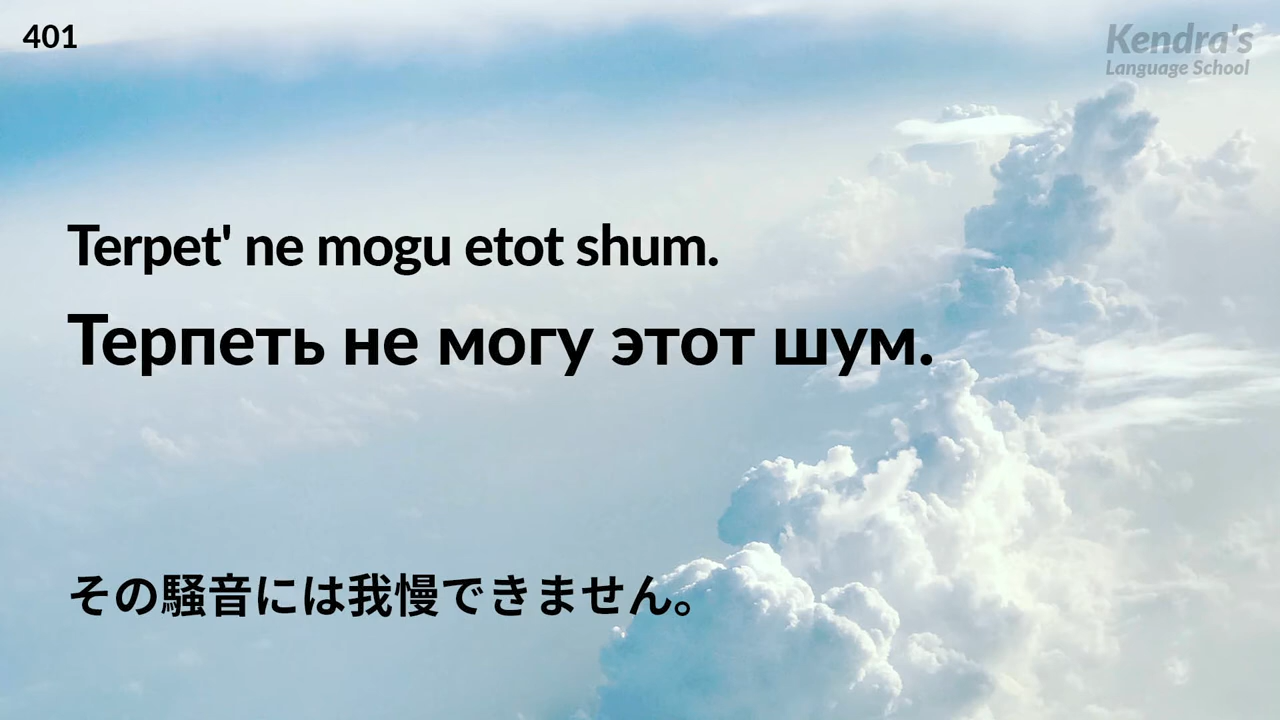 401
Kendra's
Language School
Terpet' ne mogu etot shum.
Терпеть не могу этот шум.
その騒音には我慢できません。